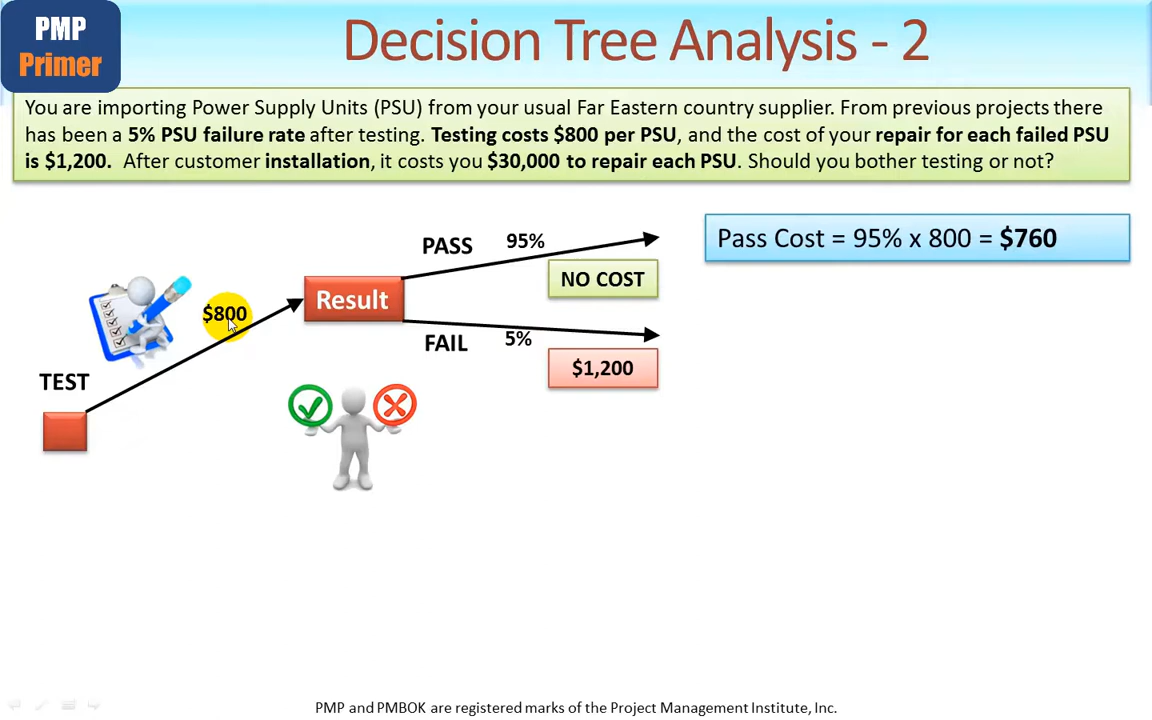 PMP
Primer
Decision Tree Analysis - 2
You are importing Power Supply Units (PSU) from your usual Far Eastern country supplier. From previous projects there
has been a 5% PSU failure rate after testing. Testing costs $800 per PSU, and the cost of your repair for each failed PSU
is $1,200. After customer installation, it costs you $30,000 to repair each PSU. Should you bother testing or not?
PASS 95%
Pass Cost = 95% x 800 = $760
NO COST
$800
Result
FAIL 5%
$1,200
TEST
PMP and PMBOK are registered marks of the Project Management Institute, Inc.